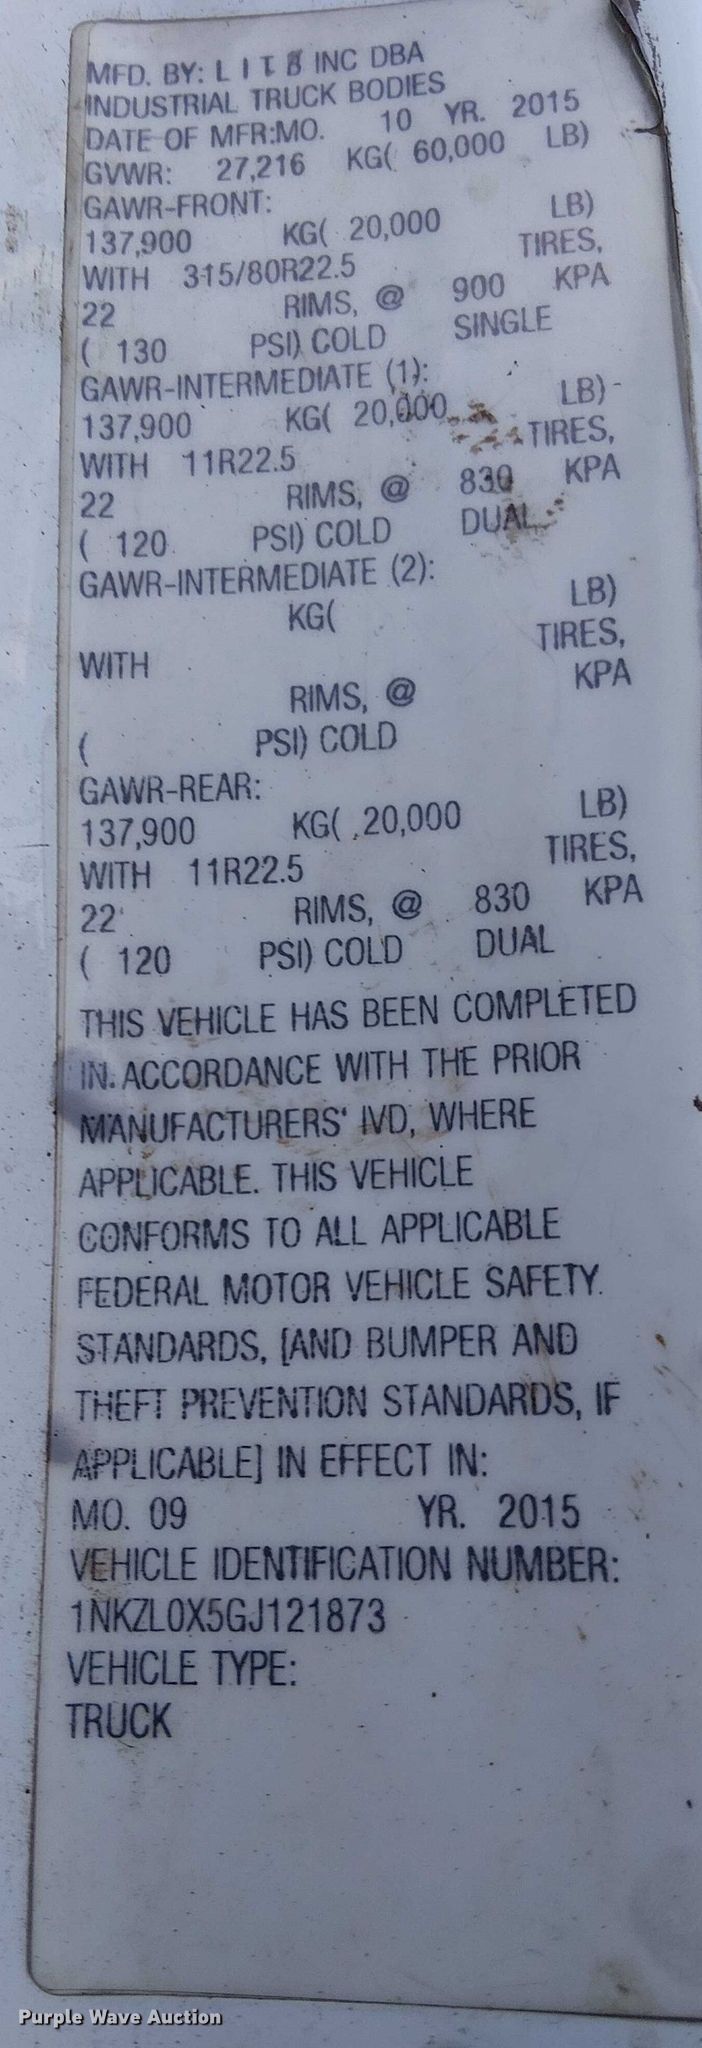 MFD. BY: LITB INC DBA
INDUSTRIAL TRUCK BODIES
DATE OF MFR:MO. 10 YR. 2015
GVWR: 27,216 KG( 60,000 LB)
GAWR-FRONT:
137,900 KG( 20,000 LB)
WITH 315/80R22.5 TIRES,
22 RIMS, @ 900 KPA
( 130 PSI) COLD SINGLE
GAWR-INTERMEDIATE (1):
137,900 KG( 20,000 LB)
WITH 11R22.5 TIRES,
22 RIMS, @ 830 KPA
( 120 PSI) COLD DUAL
GAWR-INTERMEDIATE (2):
KG( LB)
WITH TIRES,
RIMS, @ KPA
( PSI) COLD
GAWR-REAR:
137,900 KG( 20,000 LB)
WITH 11R22.5 TIRES,
22 RIMS, @ 830 KPA
( 120 PSI) COLD DUAL
THIS VEHICLE HAS BEEN COMPLETED
IN ACCORDANCE WITH THE PRIOR
MANUFACTURERS' IVD, WHERE
APPLICABLE. THIS VEHICLE
CONFORMS TO ALL APPLICABLE
FEDERAL MOTOR VEHICLE SAFETY
STANDARDS, [AND BUMPER AND
THEFT PREVENTION STANDARDS, IF
APPLICABLE] IN EFFECT IN:
MO. 09 YR. 2015
VEHICLE IDENTIFICATION NUMBER:
1NKZL0X5GJ121873
VEHICLE TYPE:
TRUCK
Purple Wave Auction